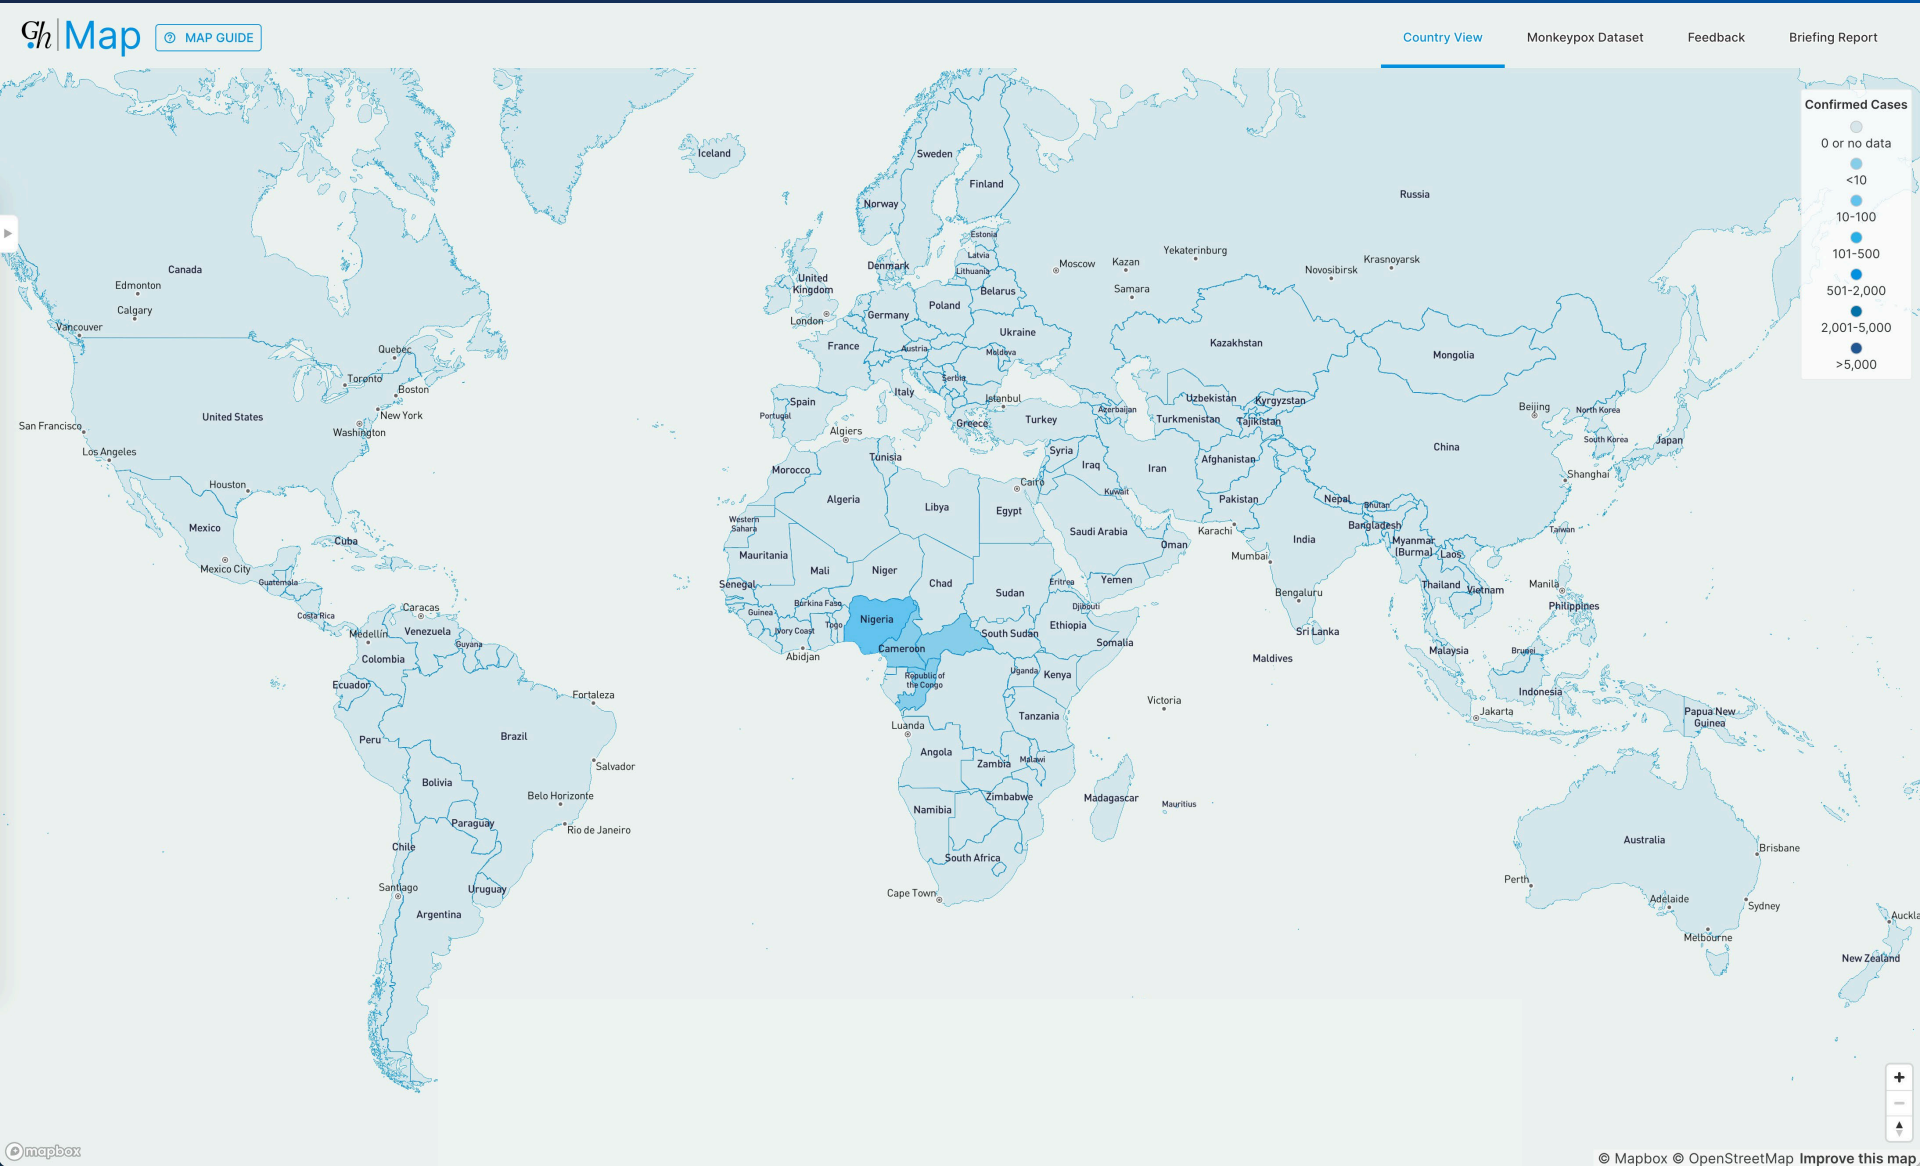 Gh Map
MAP GUIDE
Country View
Monkeypox Dataset
Feedback
Briefing Report
Confirmed Cases
0 or no data
<10
10-100
101-500
501-2,000
2,001-5,000
>5,000
Iceland
Sweden
Finland
Norway
Russia
Estonia
Latvia
Lithuania
Denmark
Moscow
Kazan
Yekaterinburg
Novosibirsk
Krasnoyarsk
Samara
Canada
Edmonton
Calgary
Vancouver
United
Kingdom
London
Belarus
Poland
Germany
Ukraine
France
Austria
Moldova
Kazakhstan
Mongolia
Quebec
Toronto
Boston
New York
Washington
United States
San Francisco
Los Angeles
Houston
Serbia
Italy
Spain
Portugal
Istanbul
Greece
Turkey
Azerbaijan
Uzbekistan
Kyrgyzstan
Turkmenistan
Tajikistan
Beijing
North Korea
South Korea
Japan
China
Shanghai
Algiers
Tunisia
Morocco
Algeria
Libya
Egypt
Cairo
Syria
Iraq
Iran
Kuwait
Afghanistan
Pakistan
Nepal
Bhutan
Bangladesh
Karachi
India
Mumbai
Bengaluru
Myanmar
(Burma)
Laos
Taiwan
Thailand
Vietnam
Manila
Philippines
Mexico
Mexico City
Cuba
Guatemala
Costa Rica
Western
Sahara
Mauritania
Mali
Niger
Chad
Sudan
Saudi Arabia
Oman
Yemen
Eritrea
Djibouti
Senegal
Guinea
Burkina Faso
Ivory Coast
Togo
Abidjan
Nigeria
Cameroon
South Sudan
Ethiopia
Somalia
Republic of
the Congo
Uganda
Kenya
Sri Lanka
Maldives
Malaysia
Brunei
Indonesia
Jakarta
Papua New
Guinea
Caracas
Medellín
Venezuela
Guyana
Colombia
Ecuador
Fortaleza
Peru
Brazil
Salvador
Bolivia
Belo Horizonte
Rio de Janeiro
Paraguay
Chile
Santiago
Uruguay
Argentina
Luanda
Angola
Tanzania
Victoria
Zambia
Malawi
Zimbabwe
Namibia
Madagascar
Mauritius
South Africa
Cape Town
Australia
Brisbane
Perth
Adelaide
Sydney
Melbourne
Auckla
New Zealand
mapbox
© Mapbox © OpenStreetMap Improve this map